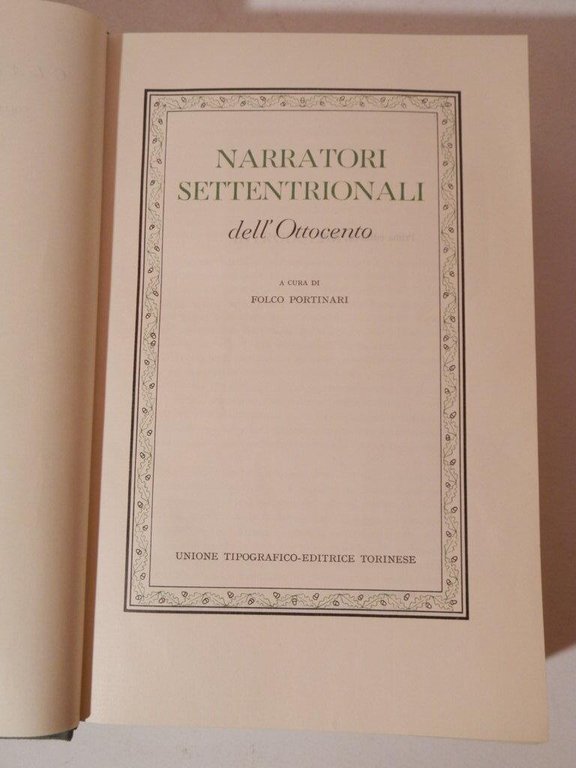 NARRATORI
SETTENTRIONALI
dell'Ottocento
A CURA DI
FOLCO PORTINARI
UNIONE TIPOGRAFICO-EDITRICE TORINESE